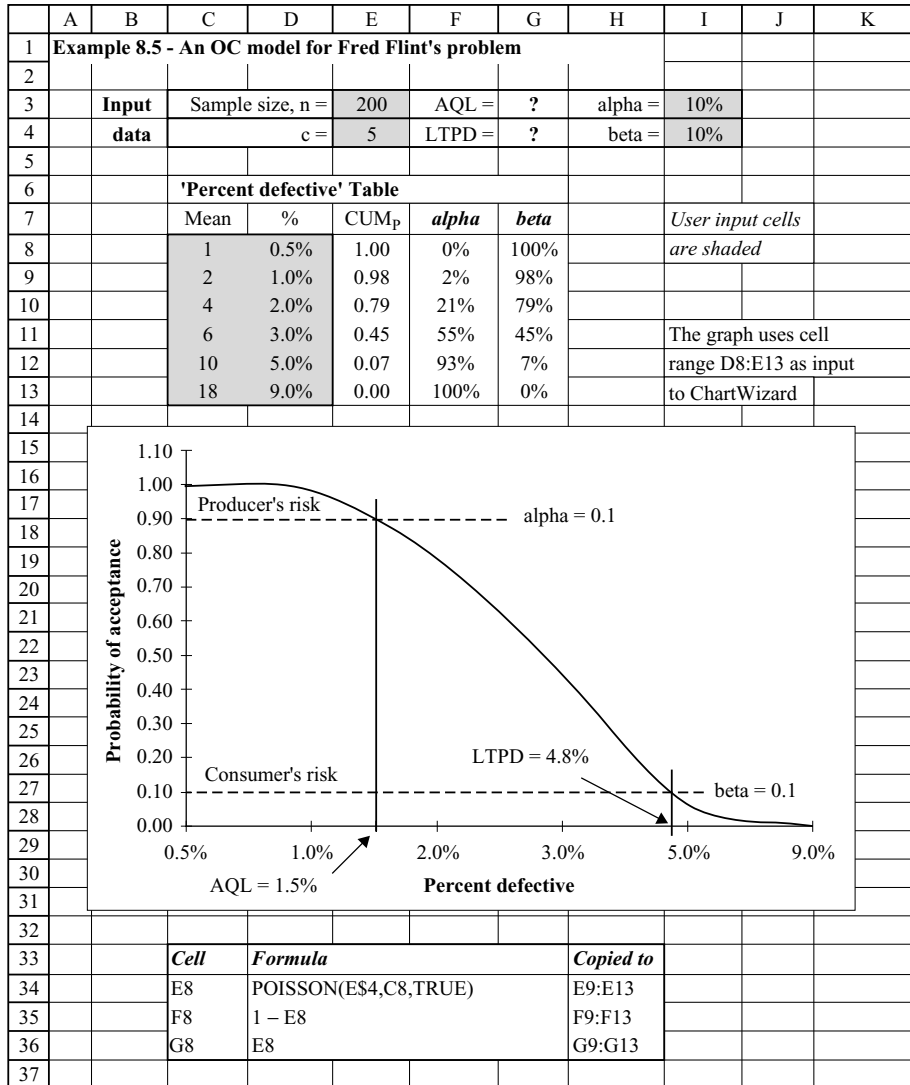 A B C D E F G H I J K
1 Example 8.5 - An OC model for Fred Flint's problem
2
3 Input Sample size, n = 200 AQL = ? alpha = 10%
4 data c = 5 LTPD = ? beta = 10%
5
6 'Percent defective' Table
7 Mean % CUMP alpha beta User input cells
8 1 0.5% 1.00 0% 100% are shaded
9 2 1.0% 0.98 2% 98%
10 4 2.0% 0.79 21% 79%
11 6 3.0% 0.45 55% 45% The graph uses cell
12 10 5.0% 0.07 93% 7% range D8:E13 as input
13 18 9.0% 0.00 100% 0% to ChartWizard
14
15
16
17
18
19
20
21
22
23
24
25
26
27
28
29
30
31
Probability of acceptance
1.10
1.00
Producer's risk
0.90
alpha = 0.1
0.80
0.70
0.60
0.50
0.40
0.30
LTPD = 4.8%
0.20
Consumer's risk
0.10
beta = 0.1
0.00
0.5% 1.0% 2.0% 3.0% 5.0% 9.0%
AQL = 1.5%
Percent defective
32
33 Cell Formula Copied to
34 E8 POISSON(E$4,C8,TRUE) E9:E13
35 F8 1 – E8 F9:F13
36 G8 E8 G9:G13
37